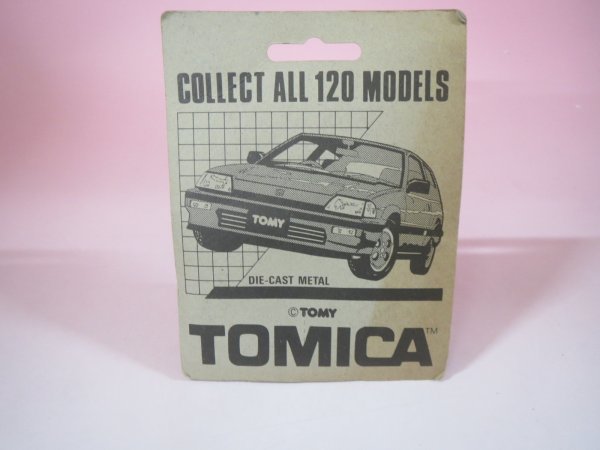 COLLECT ALL 120 MODELS
TOMY
DIE-CAST METAL
©TOMY
TOMICA™